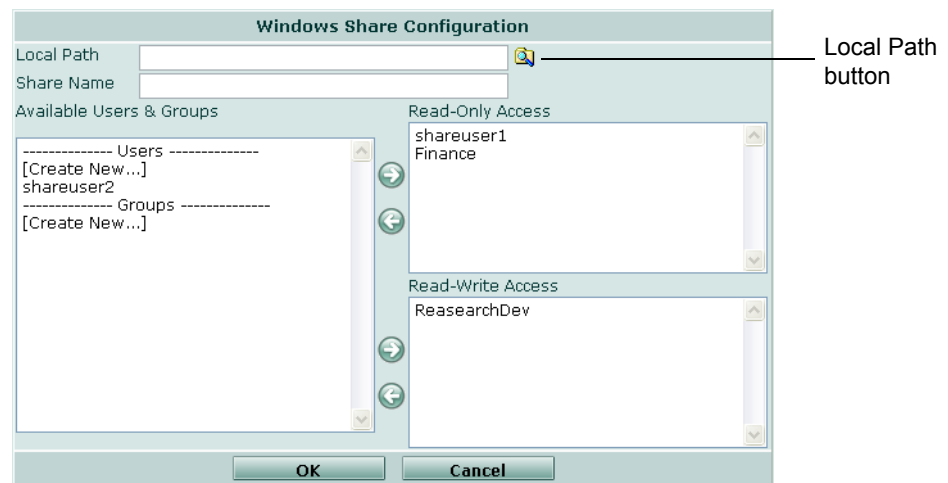 Windows Share Configuration
Local Path
Local Path
button
Share Name
Available Users & Groups
-------------- Users --------------
[Create New...]
shareuser2
-------------- Groups --------------
[Create New...]
Read-Only Access
shareuser1
Finance
Read-Write Access
ReasearchDev
OK
Cancel